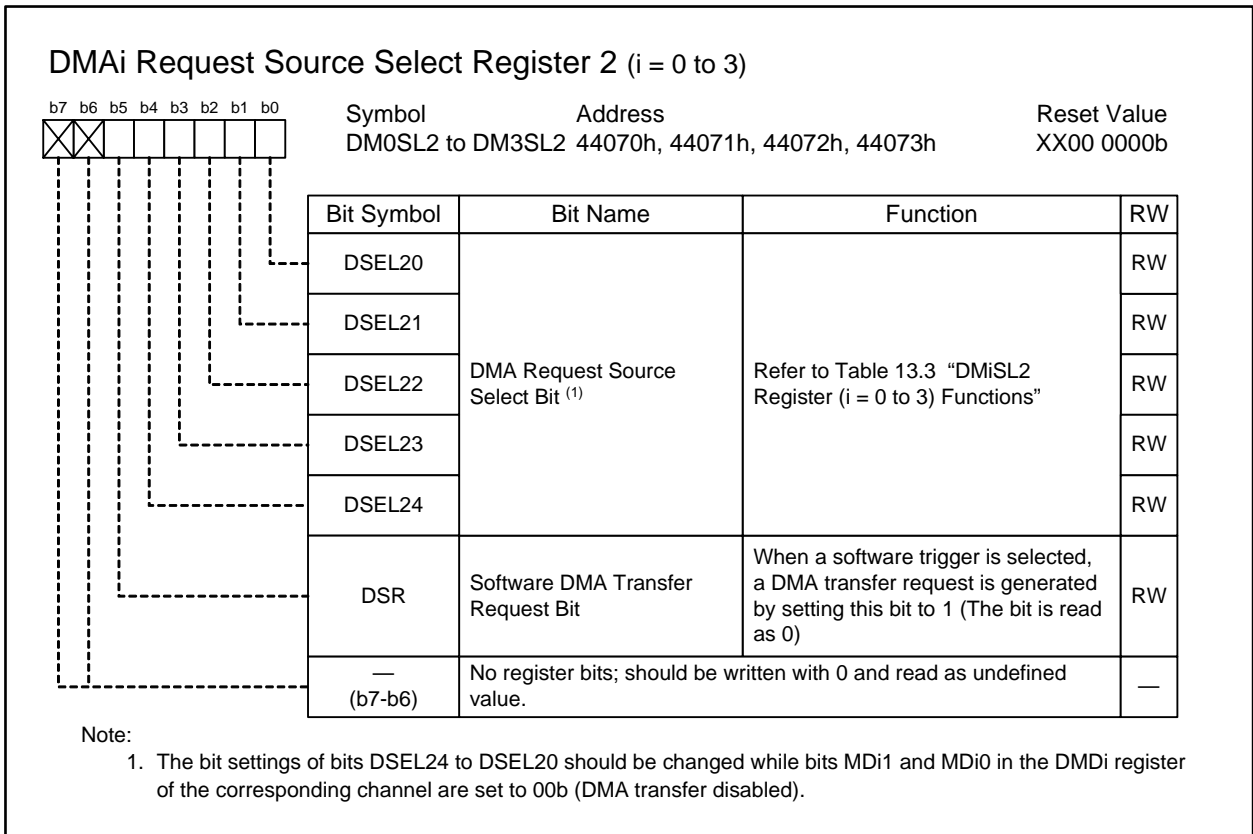 DMAi Request Source Select Register 2 (i = 0 to 3)
b7 b6 b5 b4 b3 b2 b1 b0
Symbol Address Reset Value
DM0SL2 to DM3SL2 44070h, 44071h, 44072h, 44073h XX00 0000b
Bit Symbol Bit Name Function RW
DSEL20 RW
DSEL21 RW
DSEL22 RW
DMA Request Source
Select Bit (1)
Refer to Table 13.3 “DMiSL2
Register (i = 0 to 3) Functions”
DSEL23 RW
DSEL24 RW
DSR
Software DMA Transfer
Request Bit
When a software trigger is selected,
a DMA transfer request is generated
by setting this bit to 1 (The bit is read
as 0)
RW
—
(b7-b6)
No register bits; should be written with 0 and read as undefined
value.
—
Note:
1. The bit settings of bits DSEL24 to DSEL20 should be changed while bits MDi1 and MDi0 in the DMDi register
of the corresponding channel are set to 00b (DMA transfer disabled).